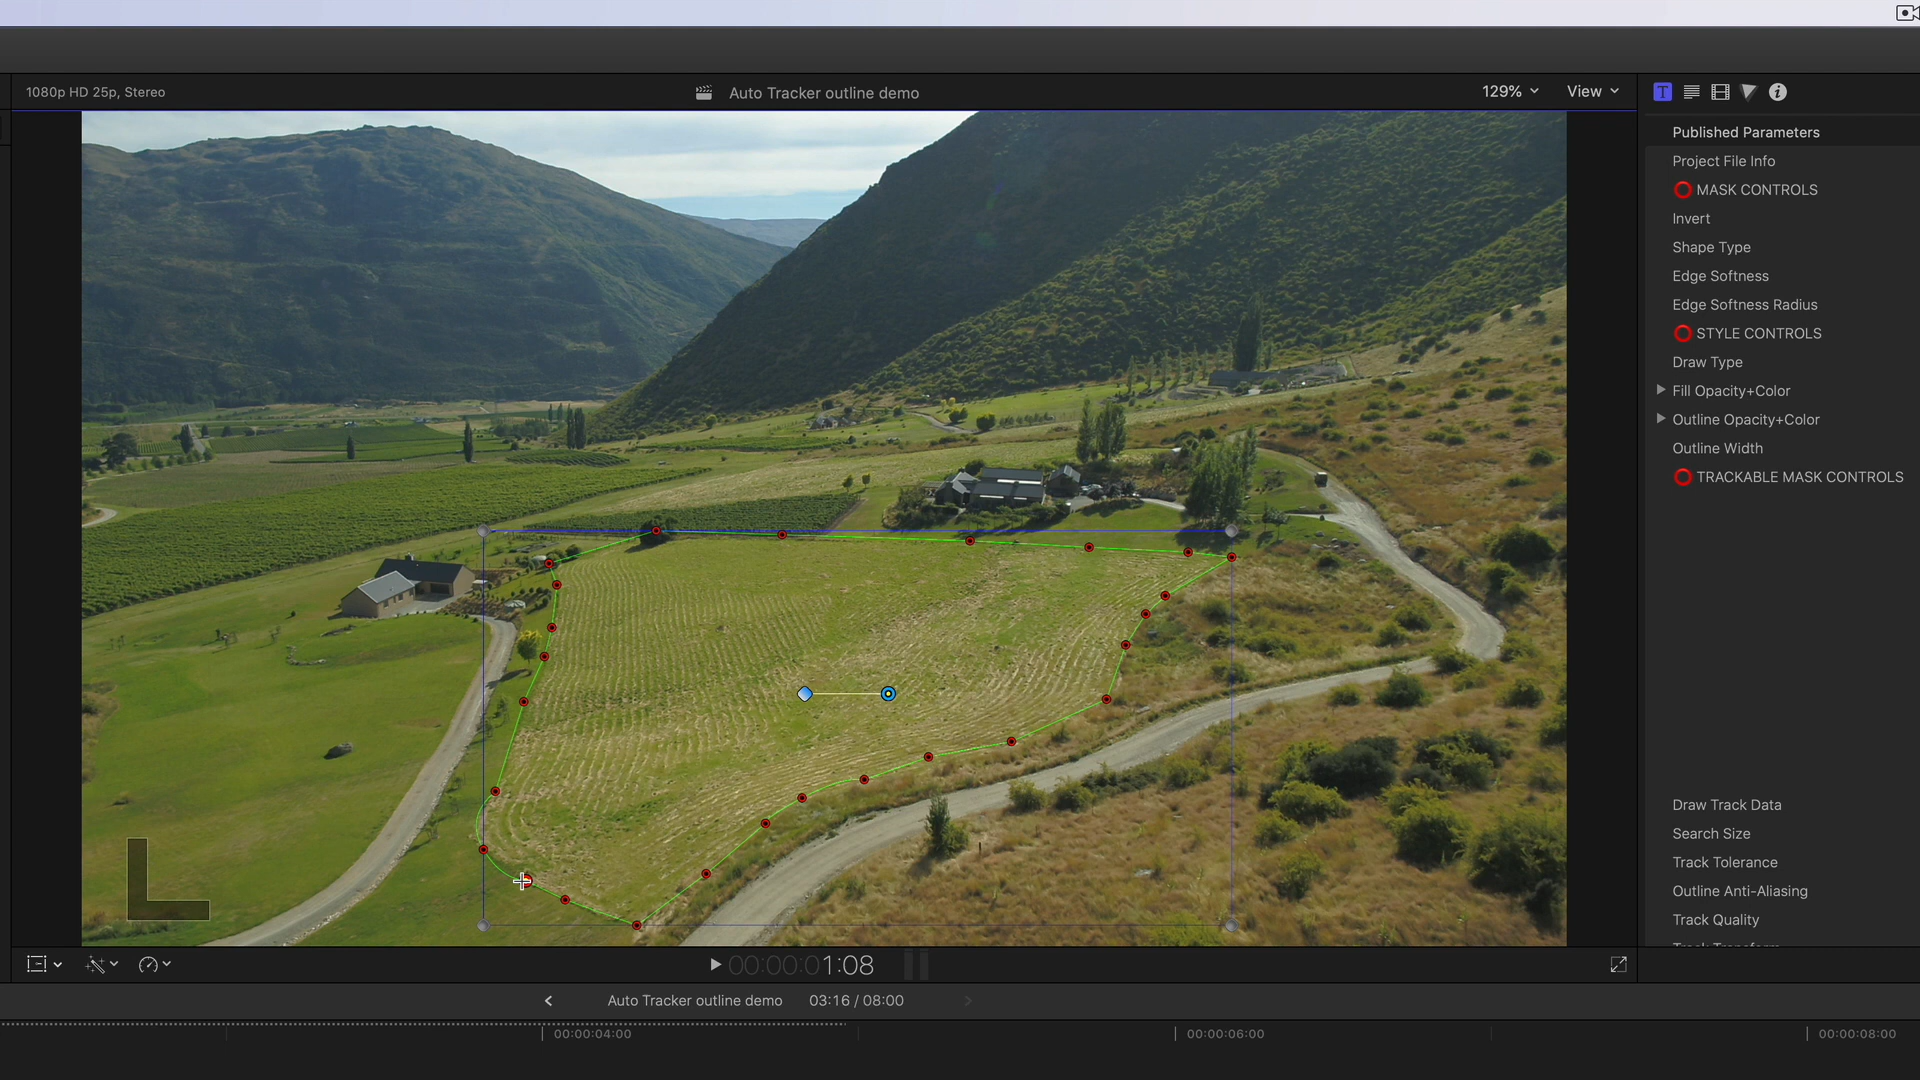 1080p HD 25p, Stereo
Auto Tracker outline demo
129%
View
T
i
Published Parameters
Project File Info
MASK CONTROLS
Invert
Shape Type
Edge Softness
Edge Softness Radius
STYLE CONTROLS
Draw Type
Fill Opacity+Color
Outline Opacity+Color
Outline Width
TRACKABLE MASK CONTROLS
Draw Track Data
Search Size
Track Tolerance
Outline Anti-Aliasing
Track Quality
Track Transform
L
00:00:01:08
Auto Tracker outline demo
03:16 / 08:00
00:00:04:00
00:00:06:00
00:00:08:00